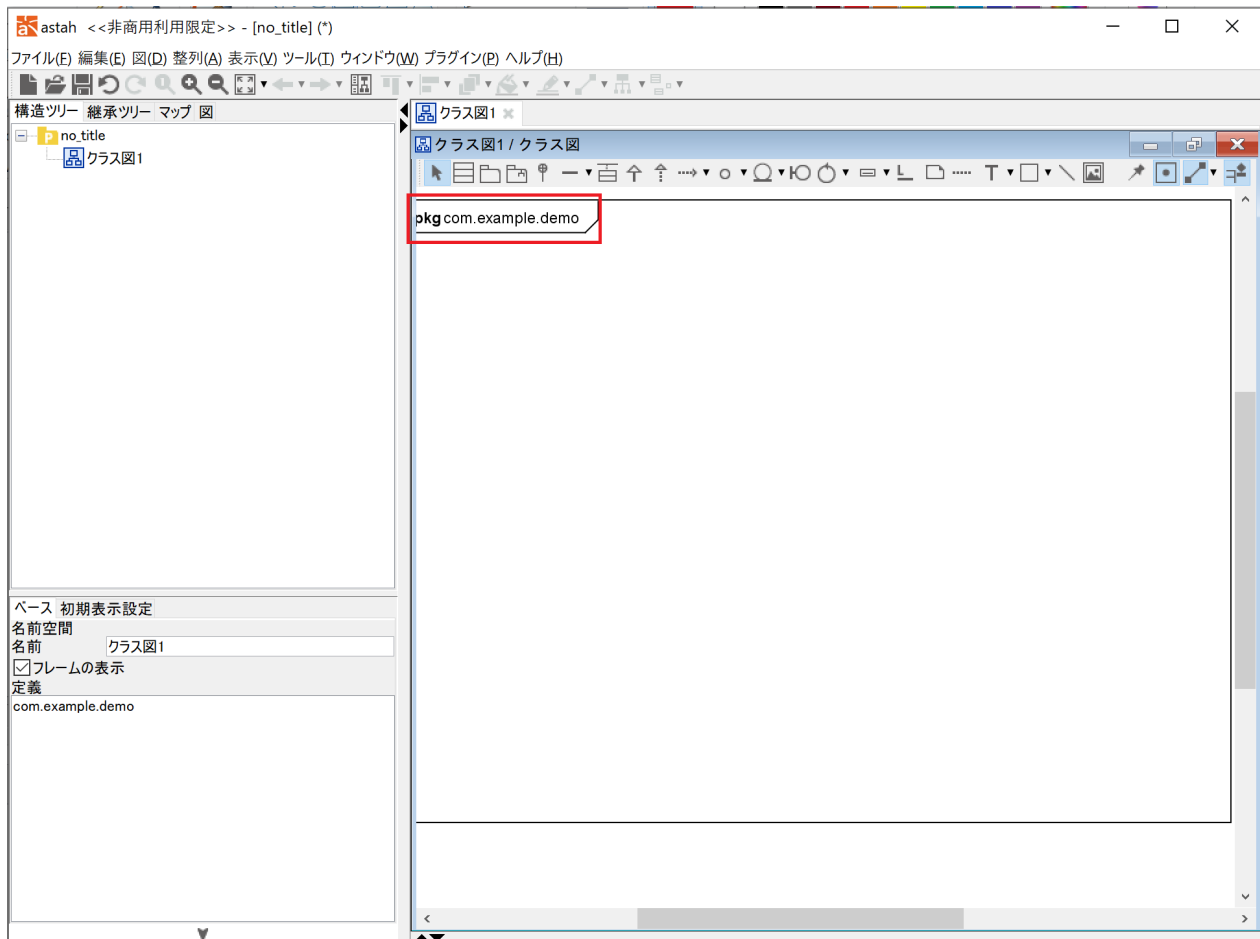 astah <<非商用利用限定>> - [no_title] (*)
ファイル(F) 編集(E) 図(D) 整列(A) 表示(V) ツール(T) ウィンドウ(W) プラグイン(P) ヘルプ(H)
構造ツリー 継承ツリー マップ 図
no_title
クラス図1
クラス図1
クラス図1 / クラス図
pkg com.example.demo
ベース 初期表示設定
名前空間
名前 クラス図1
フレームの表示
定義
com.example.demo